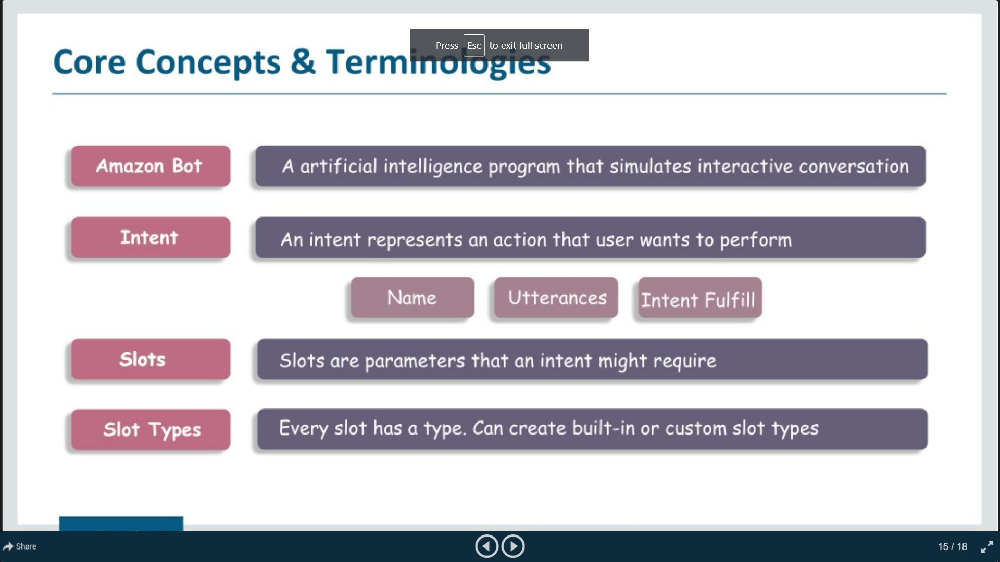 Press Esc to exit full screen
Core Concepts & Terminologies
Amazon Bot
A artificial intelligence program that simulates interactive conversation
Intent
An intent represents an action that user wants to perform
Name
Utterances
Intent Fulfill
Slots
Slots are parameters that an intent might require
Slot Types
Every slot has a type. Can create built-in or custom slot types
Share
15 / 18